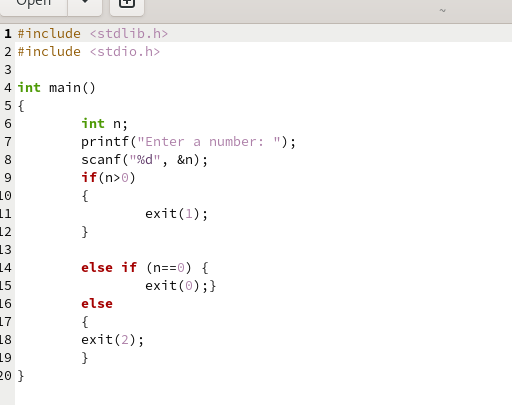 Open
1 #include <stdlib.h>
2 #include <stdio.h>
3
4 int main()
5 {
6         int n;
7         printf("Enter a number: ");
8         scanf("%d", &n);
9         if(n>0)
10         {
11                 exit(1);
12         }
13
14         else if (n==0) {
15                 exit(0);}
16         else
17         {
18         exit(2);
19         }
20 }